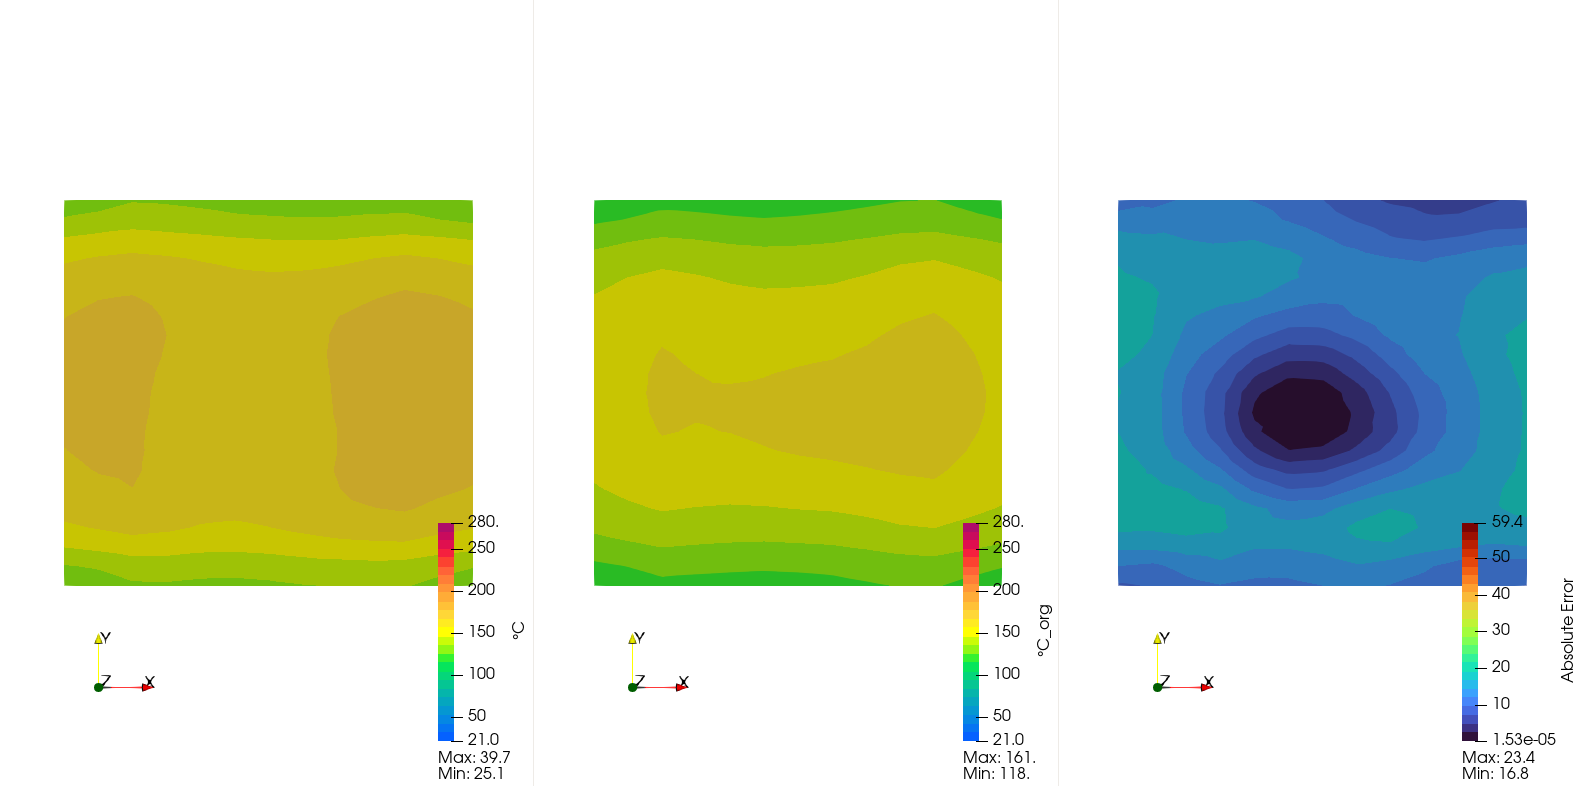 280.
250
200
150
100
50
21.0
°C
Max: 39.7
Min: 25.1
Y
Z
X
280.
250
200
150
100
50
21.0
°C_org
Max: 161.
Min: 118.
Y
Z
X
59.4
50
40
30
20
10
1.53e-05
Absolute Error
Max: 23.4
Min: 16.8
Y
Z
X